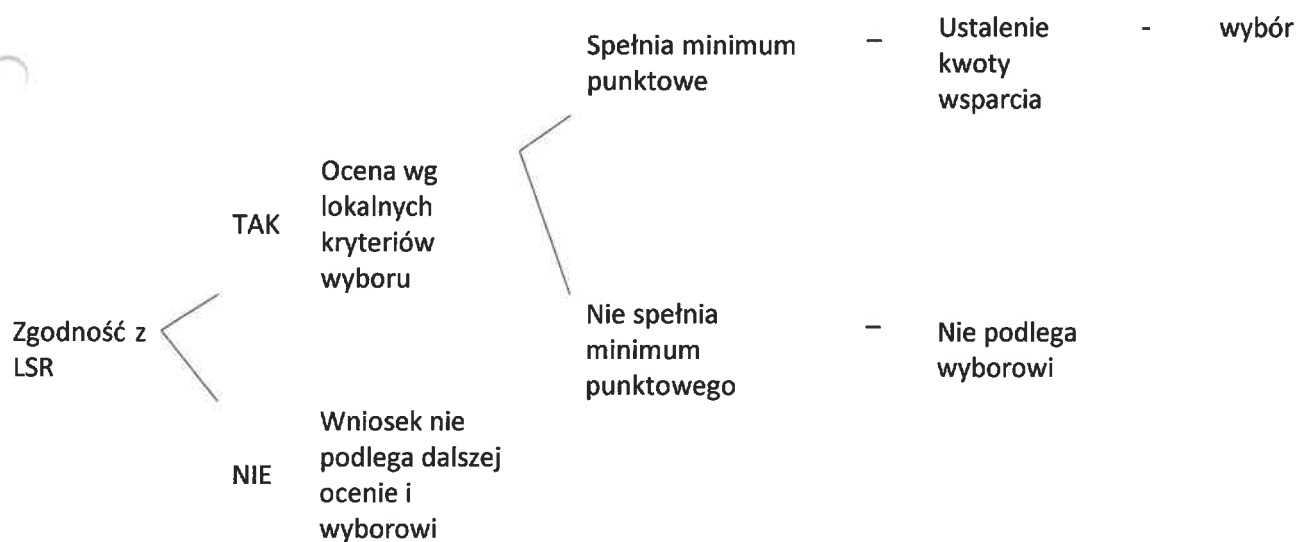 Spełnia minimum
punktowe
–
Ustalenie
kwoty
wsparcia
-
wybór
TAK
Ocena wg
lokalnych
kryteriów
wyboru
Zgodność z
LSR
Nie spełnia
minimum
punktowego
–
Nie podlega
wyborowi
NIE
Wniosek nie
podlega dalszej
ocenie i
wyborowi